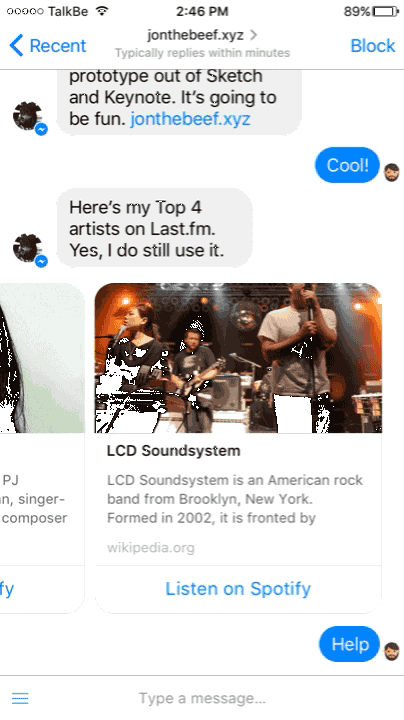 TalkBe
2:46 PM
89%
Recent
jonthebeef.xyz
Typically replies within minutes
Block
prototype out of Sketch
and Keynote. It’s going to
be fun. jonthebeef.xyz
Cool!
Here’s my Top 4
artists on Last.fm.
Yes, I do still use it.
PJ
n, singer-
composer
fy
LCD Soundsystem
LCD Soundsystem is an American rock
band from Brooklyn, New York.
Formed in 2002, it is fronted by
wikipedia.org
Listen on Spotify
Help
Type a message...